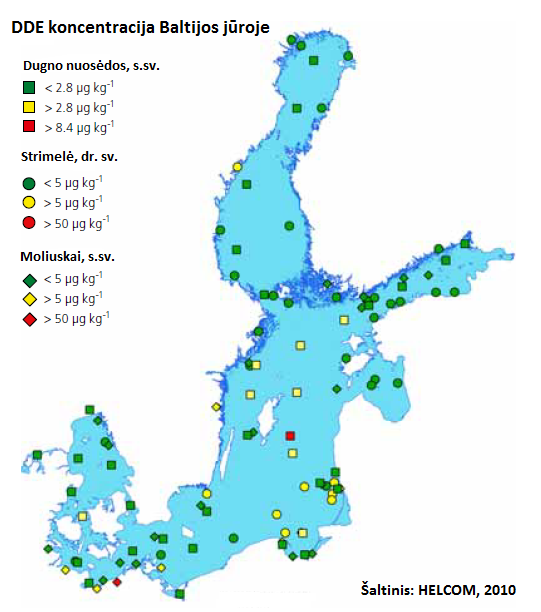 DDE koncentracija Baltijos jūroje
Dugno nuosėdos, s.sv.
< 2.8 µg kg⁻¹
> 2.8 µg kg⁻¹
> 8.4 µg kg⁻¹
Strimelė, dr. sv.
< 5 µg kg⁻¹
> 5 µg kg⁻¹
> 50 µg kg⁻¹
Moliuskai, s.sv.
< 5 µg kg⁻¹
> 5 µg kg⁻¹
> 50 µg kg⁻¹
Šaltinis: HELCOM, 2010